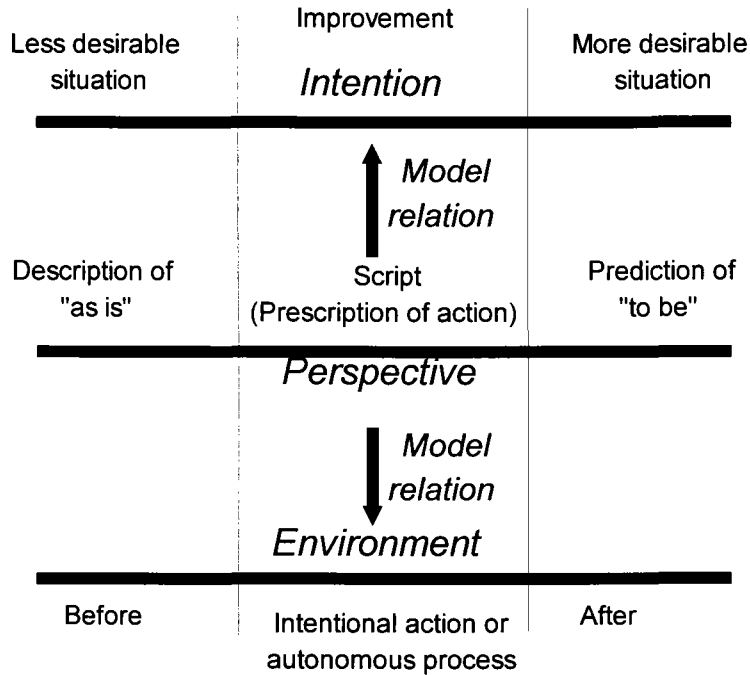 Less desirable
situation
Improvement
Intention
More desirable
situation
Model
relation
Description of
"as is"
Script
(Prescription of action)
Prediction of
"to be"
Perspective
Model
relation
Environment
Before
Intentional action or
autonomous process
After